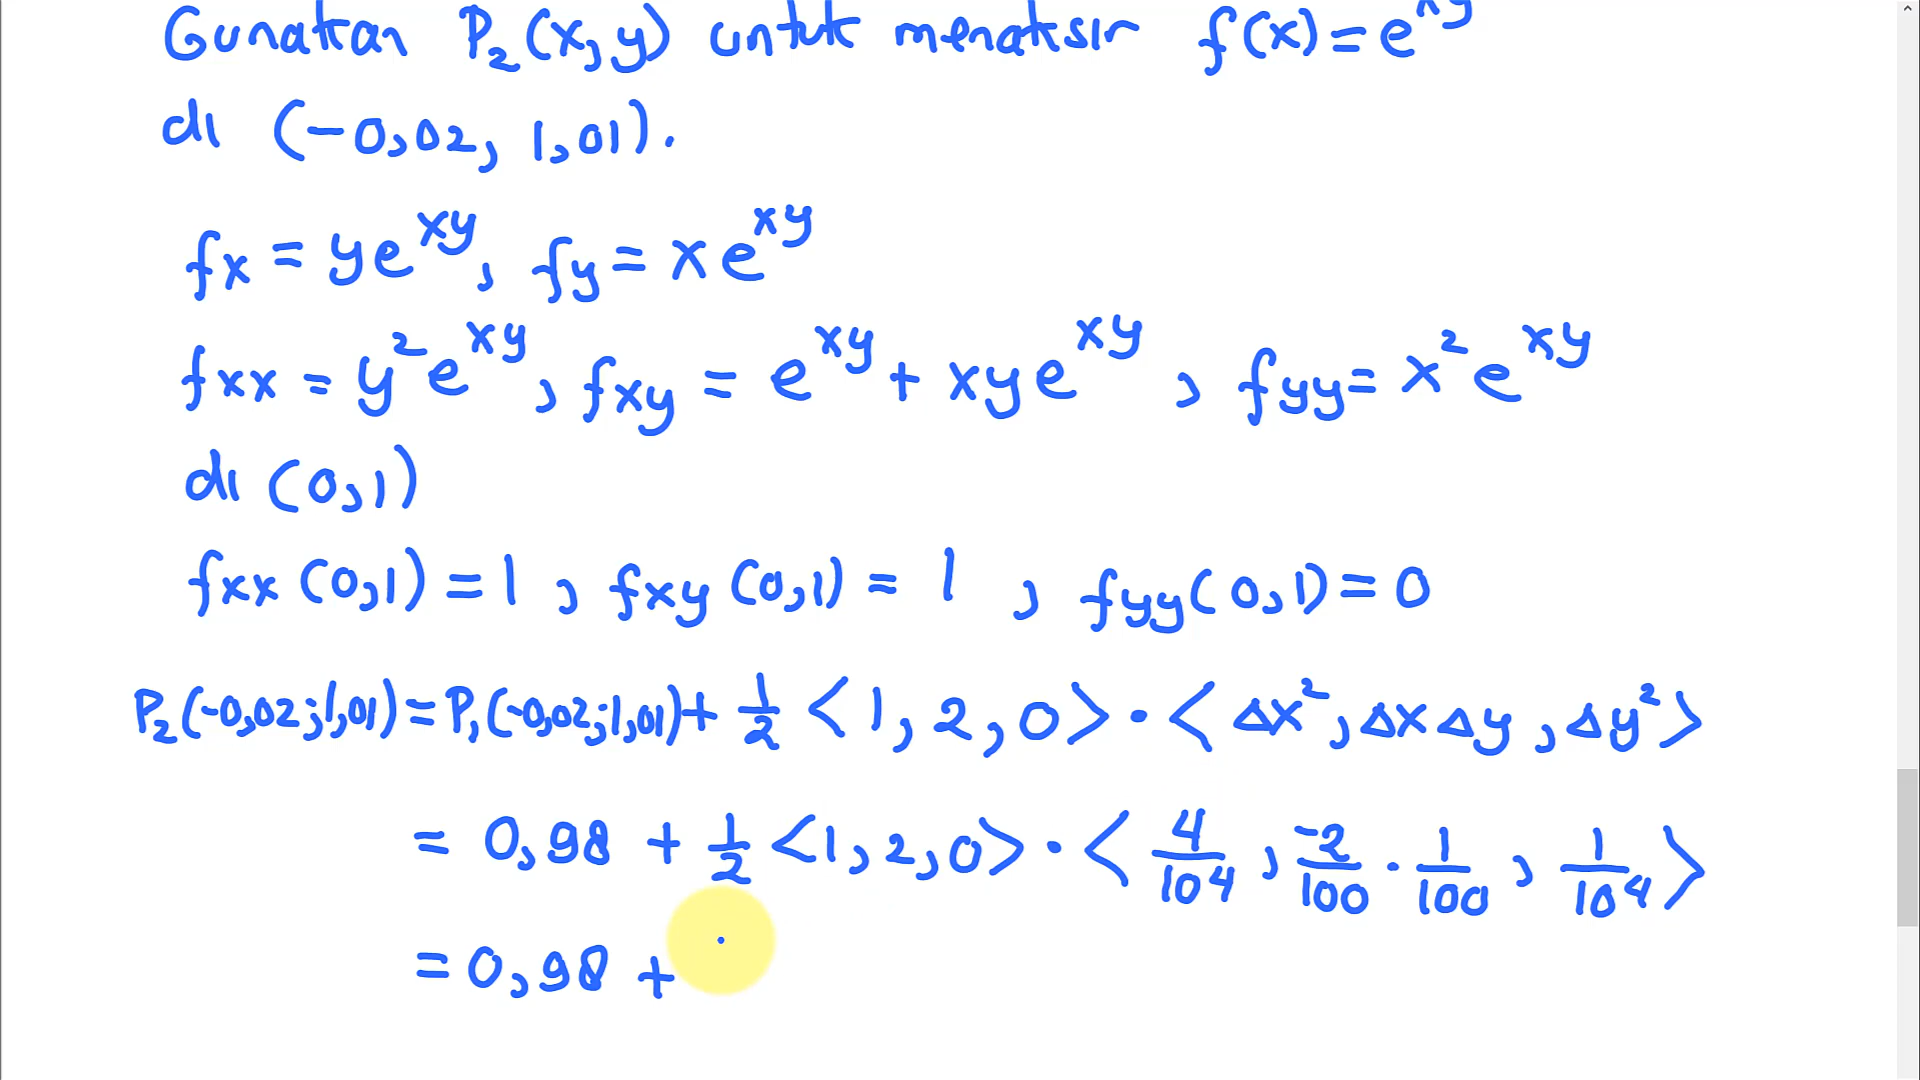 Gunakan P₂(x,y) untuk menaksir f(x)=e^xy
di (-0,02, 1,01).
fx = ye^xy, fy = xe^xy
fxx = y²e^xy, fxy = e^xy + xye^xy, fyy = x²e^xy
di (0,1)
fxx(0,1) = 1, fxy(0,1) = 1, fyy(0,1) = 0
P₂(-0,02;1,01) = P₁(-0,02;1,01) + 1/2 <1, 2, 0> · <Δx², ΔxΔy, Δy²>
= 0,98 + 1/2 <1, 2, 0> · <4/10⁴, -2/100 · 1/100, 1/10⁴>
= 0,98 +